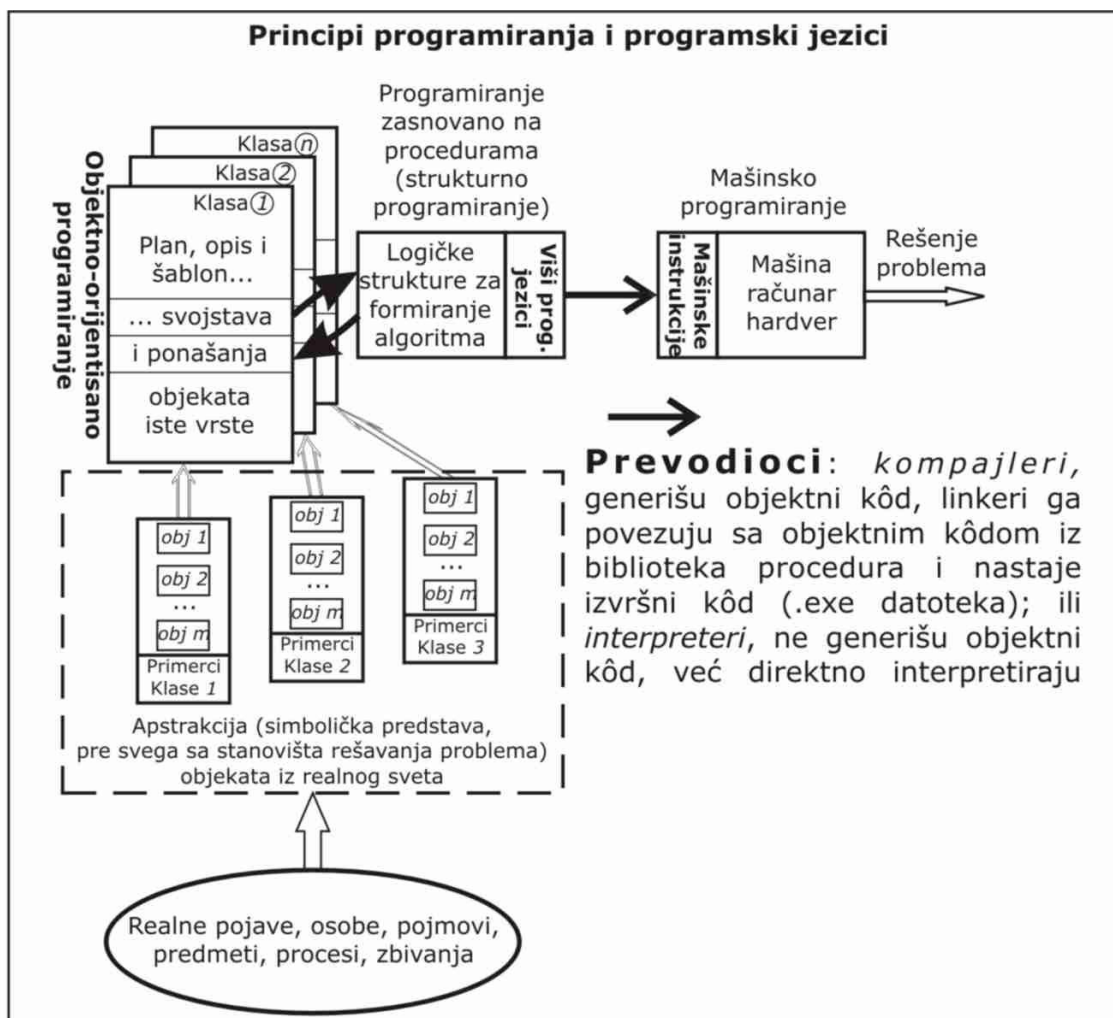 Principi programiranja i programski jezici
Objektno-orijentisano
programiranje
Klasa n
Klasa 2
Klasa 1
Plan, opis i
šablon...
... svojstava
i ponašanja
objekata
iste vrste
Programiranje
zasnovano na
procedurama
(strukturno
programiranje)
Logičke
strukture za
formiranje
algoritma
Viši prog.
jezici
Mašinsko
programiranje
Mašinske
instrukcije
Mašina
računar
hardver
Rešenje
problema
Prevodioci: kompajleri,
generišu objektni kôd, linkeri ga
povezuju sa objektnim kôdom iz
biblioteka procedura i nastaje
izvršni kôd (.exe datoteka); ili
interpreteri, ne generišu objektni
kôd, već direktno interpretiraju
obj 1
obj 2
...
obj m
Primerci
Klase 1
obj 1
obj 2
...
obj m
Primerci
Klase 2
obj 1
obj 2
...
obj m
Primerci
Klase 3
Apstrakcija (simbolička predstava,
pre svega sa stanovišta rešavanja problema)
objekata iz realnog sveta
Realne pojave, osobe, pojmovi,
predmeti, procesi, zbivanja